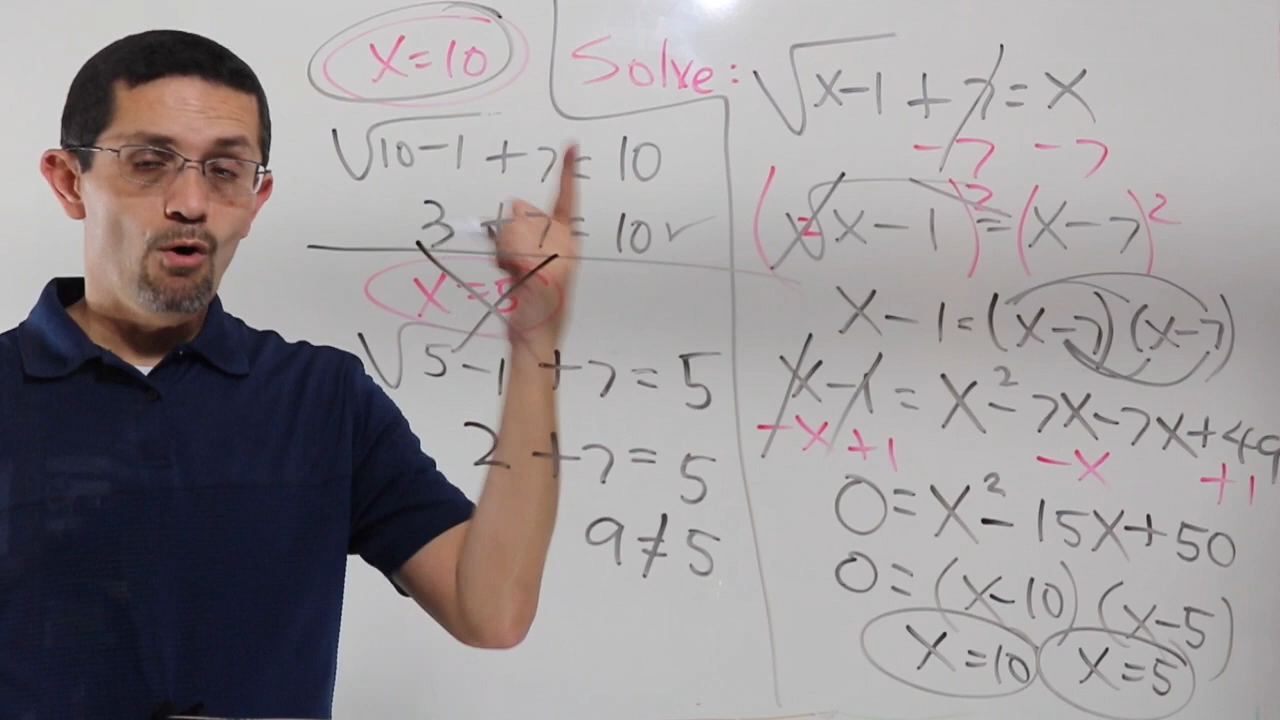 x=10
√10-1 +7= 10
3 +7= 10 ✓
x=5
√5-1 +7=5
2 +7=5
9≠5
Solve: √x-1 +7=x
-7 -7
(√x-1)²=(x-7)²
x-1=(x-7)(x-7)
x-1=x²-7x-7x+49
-x+1 -x +1
0=x²-15x+50
0=(x-10)(x-5)
x=10 x=5